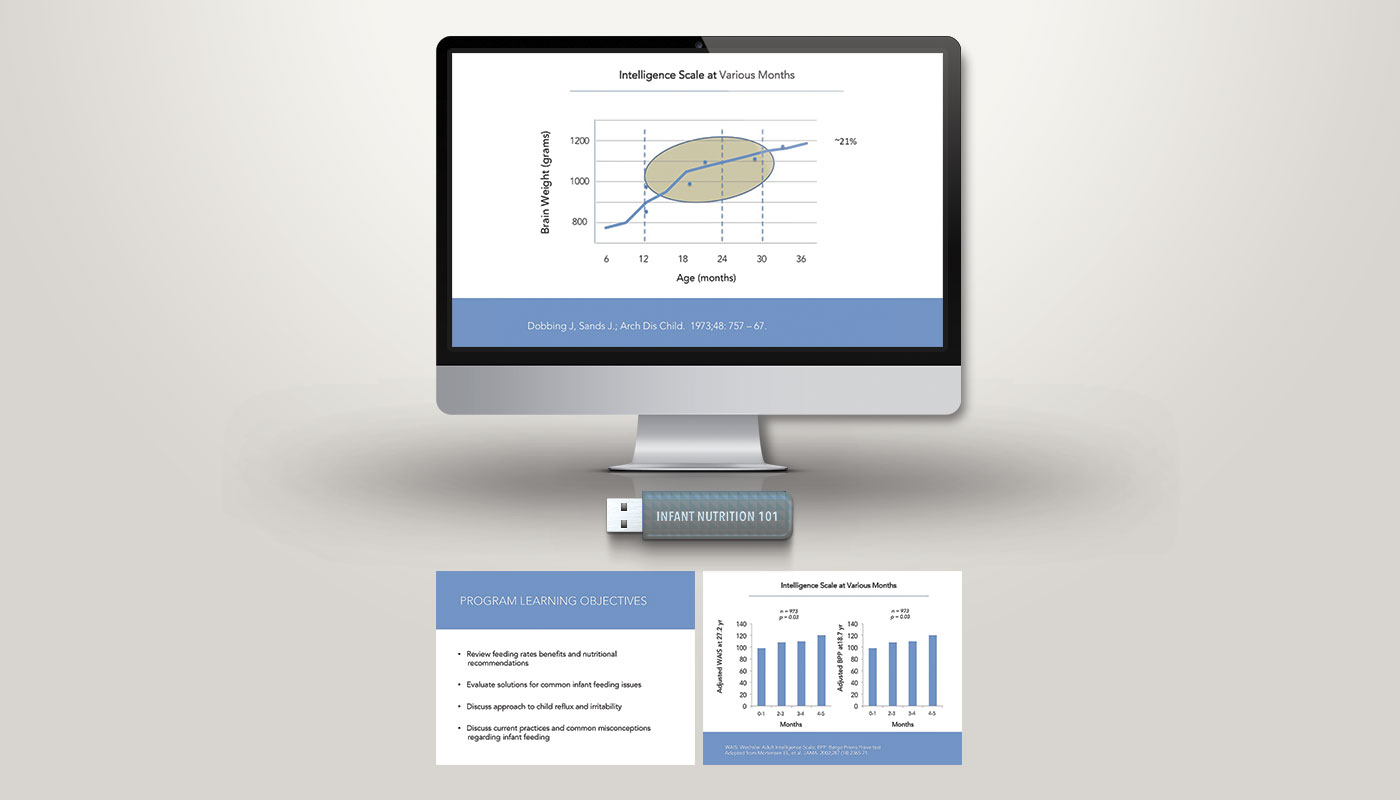 Intelligence Scale at Various Months
Brain Weight (grams)
1200
1000
800
~21%
6 12 18 24 30 36
Age (months)
Dobbing J, Sands J.; Arch Dis Child. 1973;48: 757 – 67.
INFANT NUTRITION 101
PROGRAM LEARNING OBJECTIVES
• Review feeding rates benefits and nutritional
recommendations
• Evaluate solutions for common infant feeding issues
• Discuss approach to child reflux and irritability
• Discuss current practices and common misconceptions
regarding infant feeding
Intelligence Scale at Various Months
n = 973
p = 0.03
Adjusted WAIS at 27.2 yr
140
120
100
80
60
40
20
0
0-1 2-3 3-4 4-5
Months
n = 973
p = 0.03
Adjusted BPP at18.7 yr
140
120
100
80
60
40
20
0
0-1 2-3 3-4 4-5
Months
WAIS: Wechsler Adult Intelligence Scale; BPP: Borge Priens Prove test
Adapted from Mortensen EL, et al. JAMA. 2002;287 (18):2365-71.